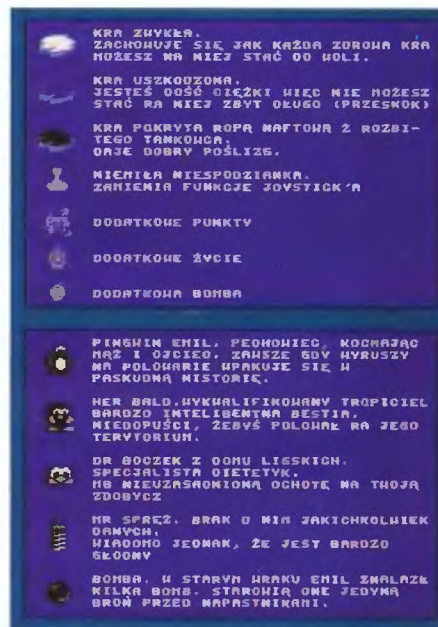 KRA ZWYKŁA.
ZACHOWUJE SIĘ JAK KAŻDA ZDROWA KRA
MOŻESZ NA NIEJ STAĆ DO WOLI.
KRA USZKODZONA.
JESTEŚ DOŚĆ CIĘŻKI WIĘC NIE MOŻESZ
STAĆ NA NIEJ ZBYT DŁUGO (PRZESKOK)
KRA POKRYTA ROPĄ NAFTOWĄ Z ROZBI-
TEGO TANKOWCA.
DAJE DOBRY POŚLIZG.
NIEMIŁA NIESPODZIANKA.
ZAMIENIA FUNKCJE JOYSTICK'A
DODATKOWE PUNKTY
DODATKOWE ŻYCIE
DODATKOWA BOMBA
PINGWIN EMIL. PECHOWIEC, KOCHAJĄC
MĄŻ I OJCIEC. ZAWSZE GDY WYRUSZY
NA POLOWANIE WPAKUJE SIĘ W
PASKUDNĄ HISTORIĘ.
HER BALD.WYKWALIFIKOWANY TROPICIEL
BARDZO INTELIGENTNA BESTIA.
NIEDOPUŚCI, ŻEBYŚ POLOWAŁ NA JEGO
TERYTORIUM.
DR BOCZEK Z DOMU LISSKICH.
SPECJALISTA DIETETYK.
MA NIEUZASADNIONĄ OCHOTĘ NA TWOJĄ
ZDOBYCZ
MR SPRĘŻ. BRAK O NIM JAKICHKOLWIEK
DANYCH.
WIADOMO JEDNAK, ŻE JEST BARDZO
GŁODNY
BOMBA. W STARYM WRAKU EMIL ZNALAZŁ
KILKA BOMB. STANOWIĄ ONE JEDYNĄ
BROŃ PRZED NAPASTNIKAMI.